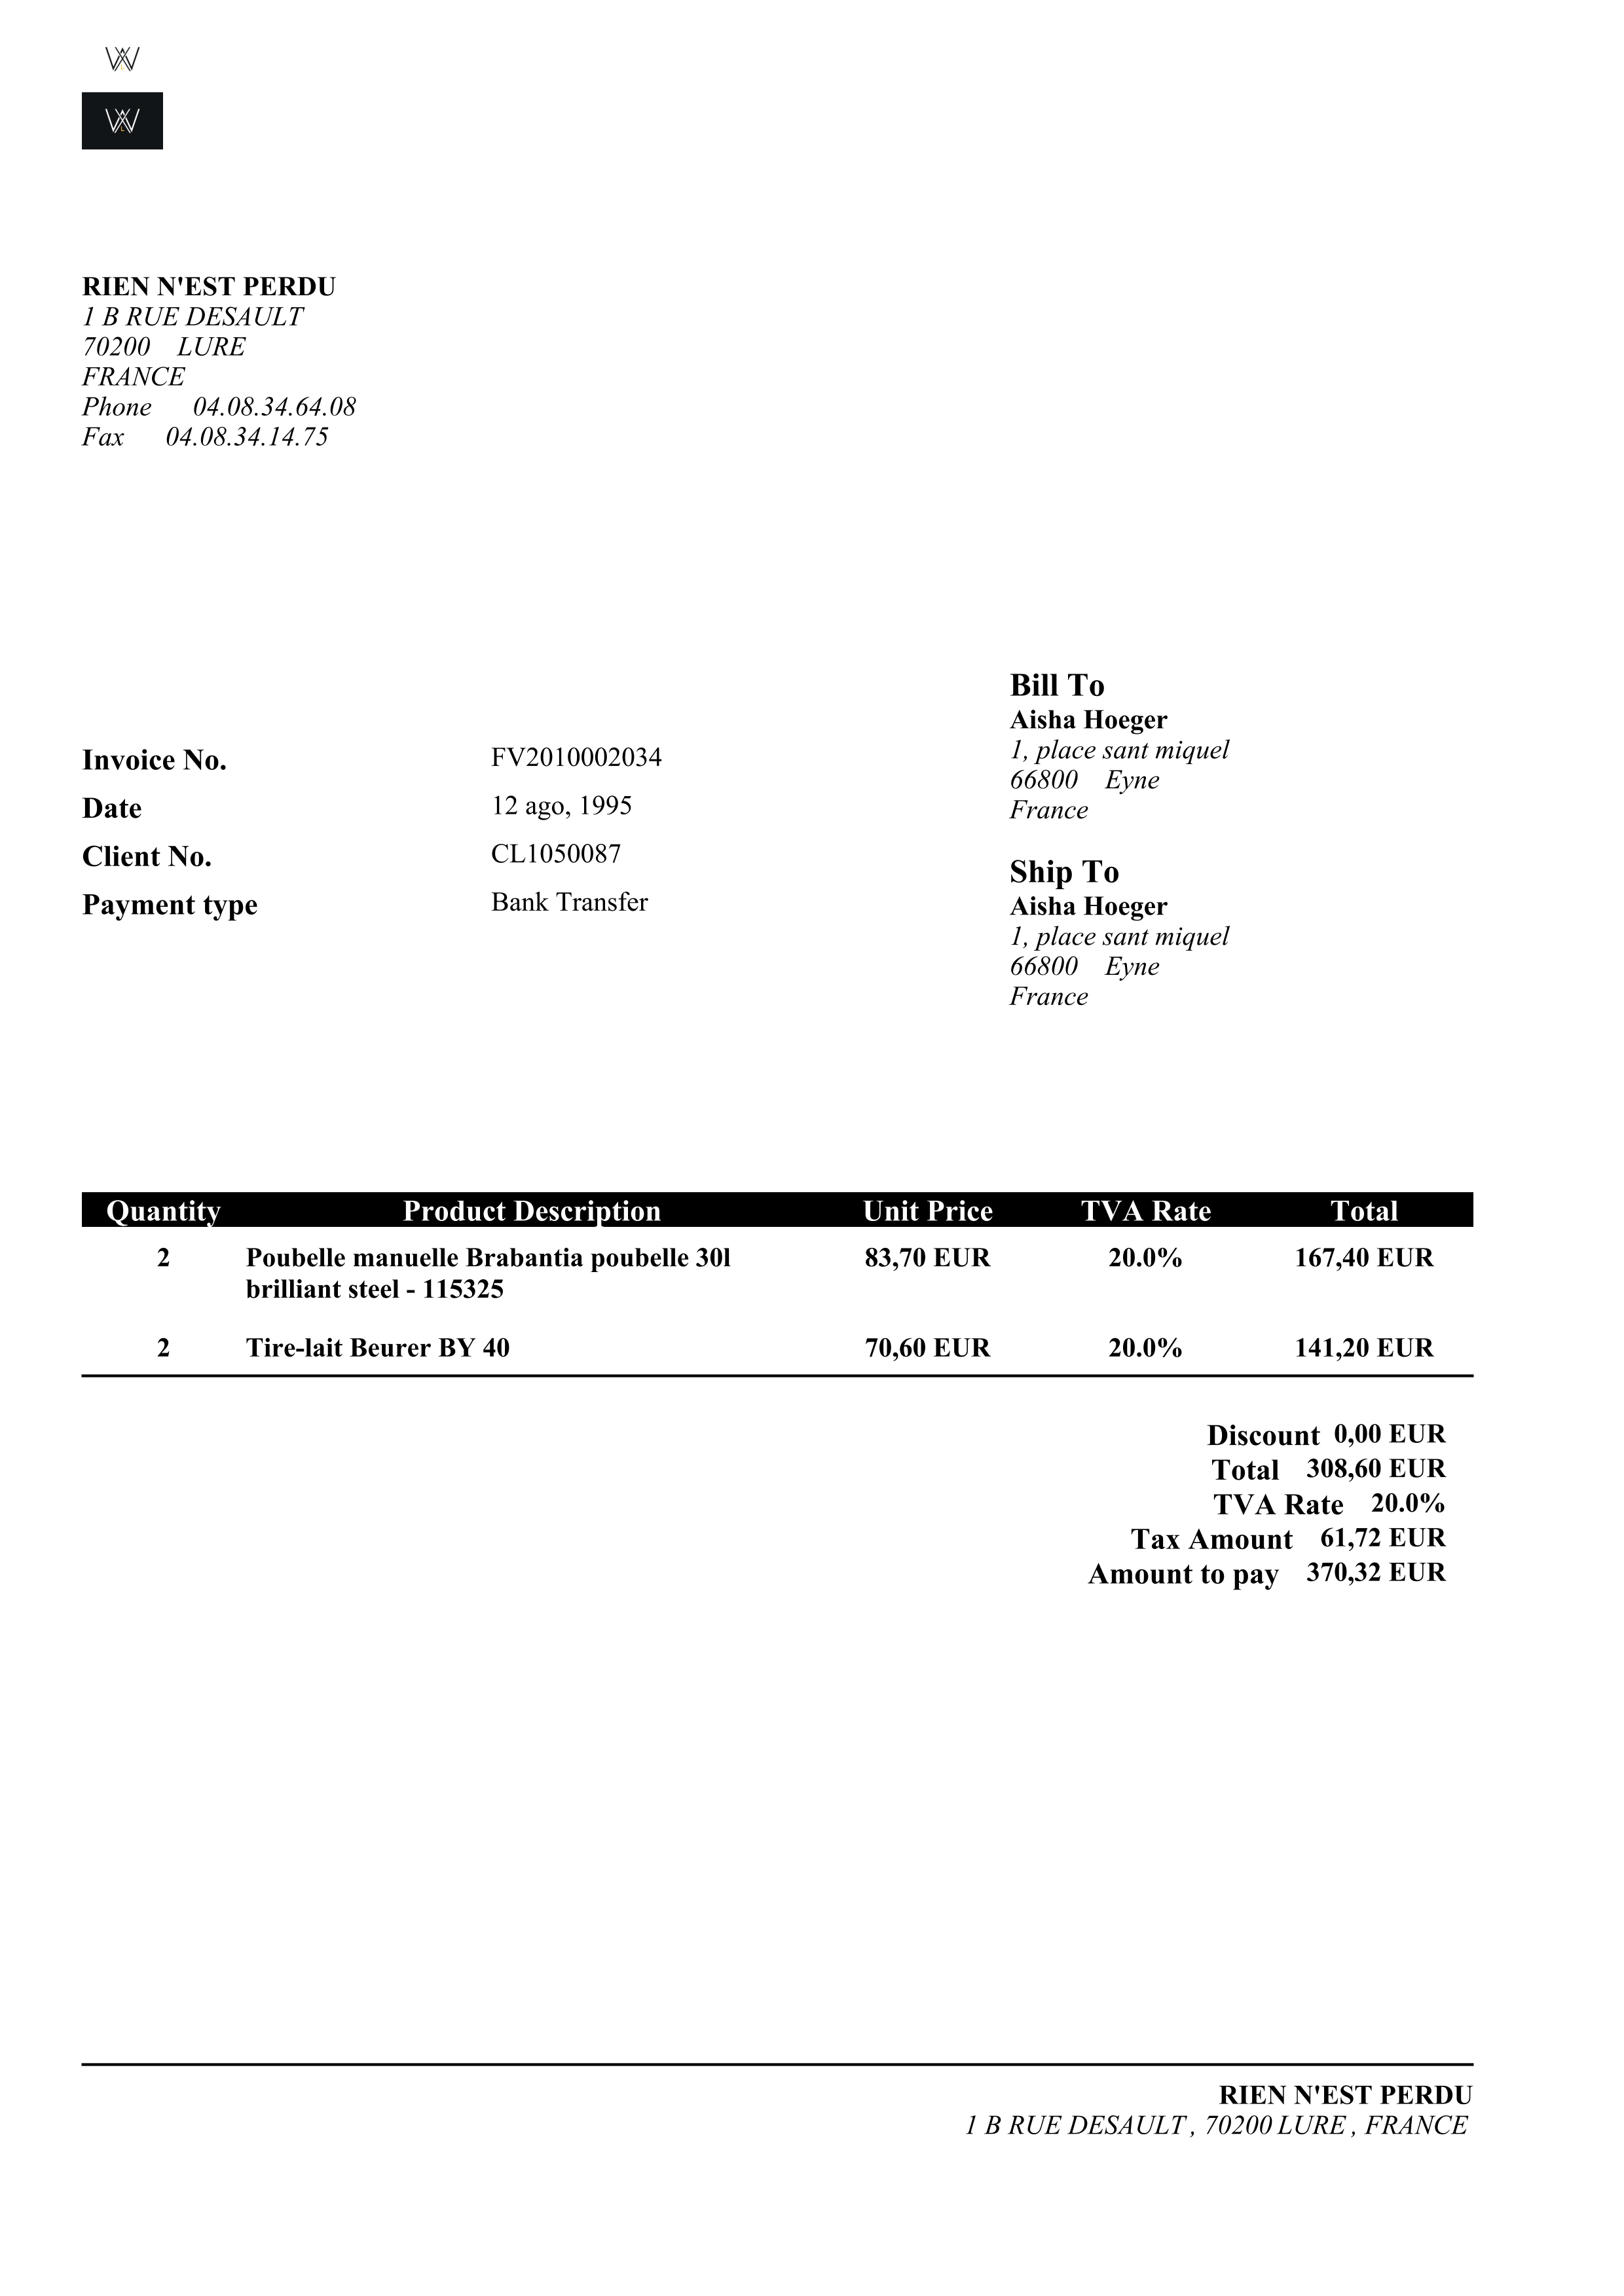 RIEN N'EST PERDU
1 B RUE DESAULT
70200 LURE
FRANCE
Phone 04.08.34.64.08
Fax 04.08.34.14.75
Invoice No. FV2010002034
Date 12 ago, 1995
Client No. CL1050087
Payment type Bank Transfer
Bill To
Aisha Hoeger
1, place sant miquel
66800 Eyne
France
Ship To
Aisha Hoeger
1, place sant miquel
66800 Eyne
France
Quantity Product Description Unit Price TVA Rate Total
2 Poubelle manuelle Brabantia poubelle 30l 83,70 EUR 20.0% 167,40 EUR
brilliant steel - 115325
2 Tire-lait Beurer BY 40 70,60 EUR 20.0% 141,20 EUR
Discount 0,00 EUR
Total 308,60 EUR
TVA Rate 20.0%
Tax Amount 61,72 EUR
Amount to pay 370,32 EUR
RIEN N'EST PERDU
1 B RUE DESAULT , 70200 LURE , FRANCE